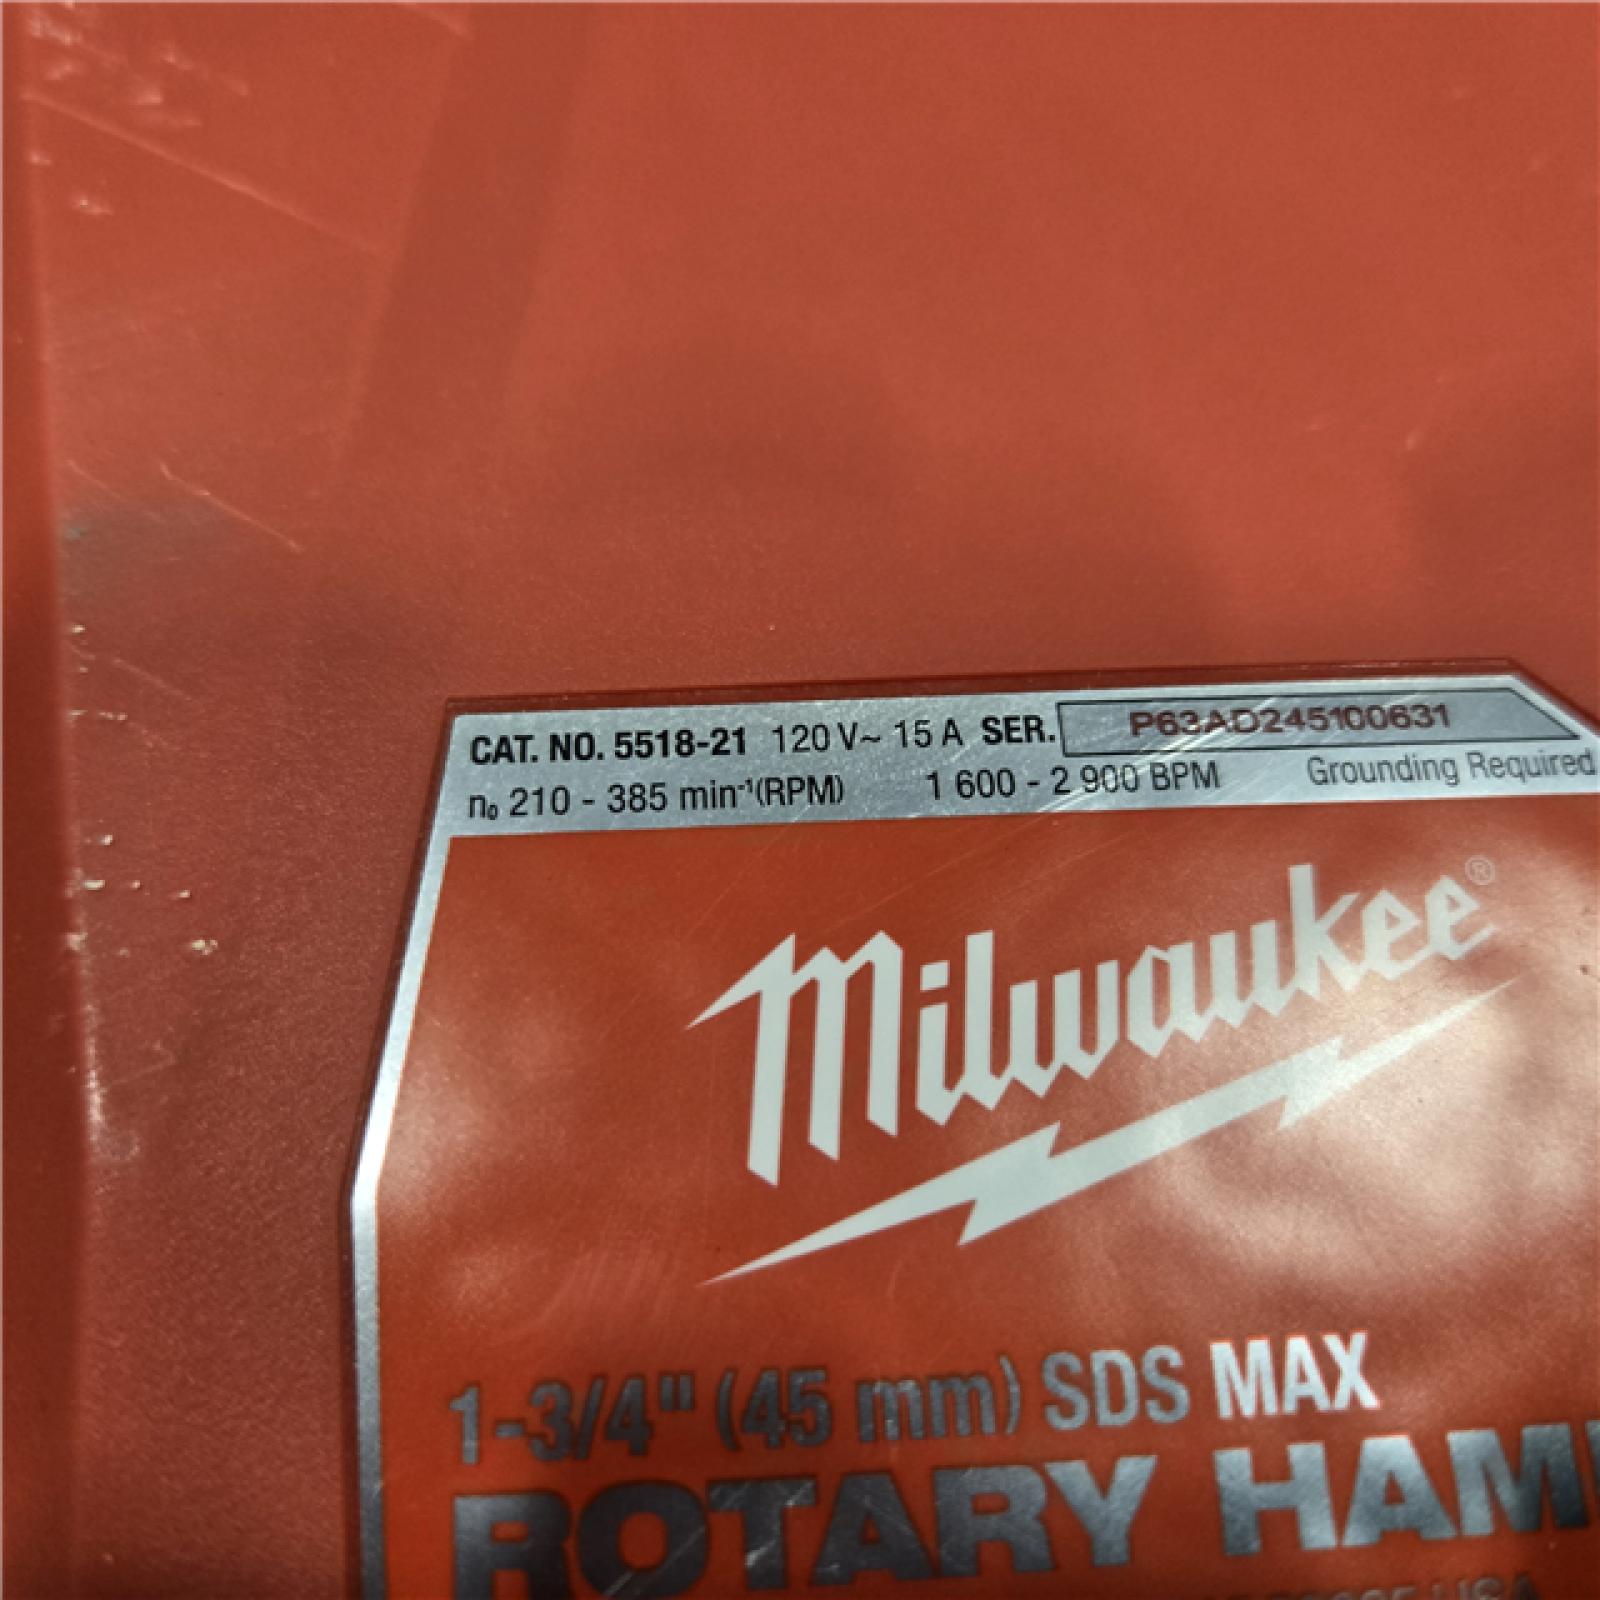 CAT. NO. 5518-21 120 V~ 15 A SER. P63AD245100631
n₀ 210 - 385 min⁻¹(RPM) 1 600 - 2 900 BPM Grounding Required
Milwaukee®
1-3/4" (45 mm) SDS MAX
ROTARY HAM
USA